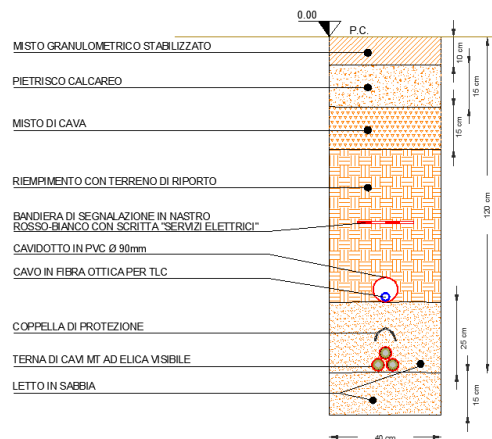 0.00
P.C.
MISTO GRANULOMETRICO STABILIZZATO
10 cm
PIETRISCO CALCAREO
15 cm
MISTO DI CAVA
15 cm
RIEMPIMENTO CON TERRENO DI RIPORTO
120 cm
BANDIERA DI SEGNALAZIONE IN NASTRO
ROSSO-BIANCO CON SCRITTA "SERVIZI ELETTRICI"
CAVIDOTTO IN PVC Ø 90mm
CAVO IN FIBRA OTTICA PER TLC
COPPELLA DI PROTEZIONE
25 cm
TERNA DI CAVI MT AD ELICA VISIBILE
LETTO IN SABBIA
15 cm
40 cm